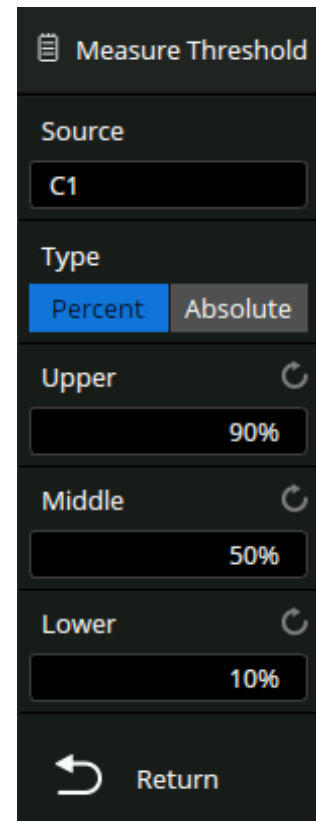 Measure Threshold
Source
C1
Type
Percent Absolute
Upper
90%
Middle
50%
Lower
10%
Return